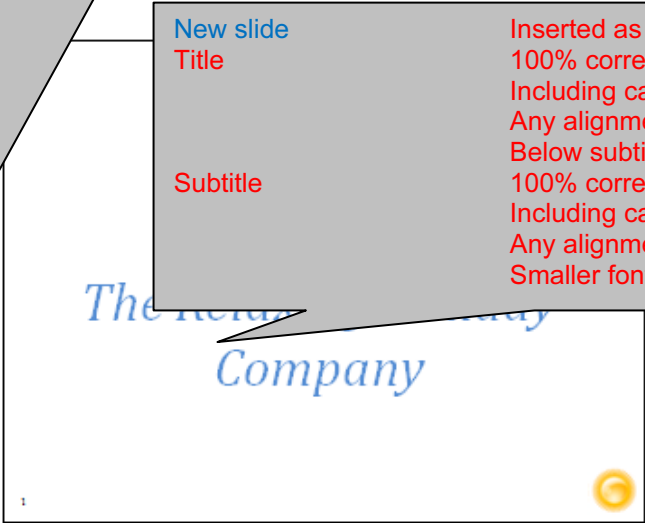 New slide Inserted as
Title 100% corre
Including ca
Any alignme
Below subti
Subtitle 100% corre
Including ca
Any alignme
Smaller fon
The
Company
1